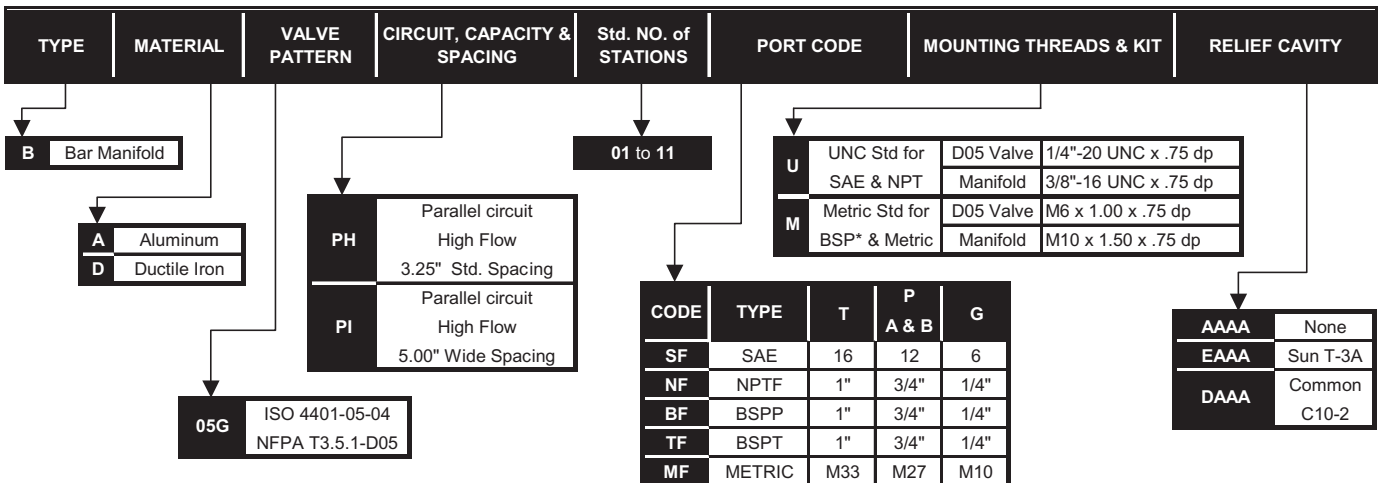 TYPE
MATERIAL
VALVE
PATTERN
CIRCUIT, CAPACITY &
SPACING
Std. NO. of
STATIONS
PORT CODE
MOUNTING THREADS & KIT
RELIEF CAVITY
B Bar Manifold
A Aluminum
D Ductile Iron
05G
ISO 4401-05-04
NFPA T3.5.1-D05
PH
Parallel circuit
High Flow
3.25" Std. Spacing
PI
Parallel circuit
High Flow
5.00" Wide Spacing
01 to 11
CODE TYPE T P A & B G
SF SAE 16 12 6
NF NPTF 1" 3/4" 1/4"
BF BSPP 1" 3/4" 1/4"
TF BSPT 1" 3/4" 1/4"
MF METRIC M33 M27 M10
U
UNC Std for D05 Valve 1/4"-20 UNC x .75 dp
SAE & NPT Manifold 3/8"-16 UNC x .75 dp
M
Metric Std for D05 Valve M6 x 1.00 x .75 dp
BSP* & Metric Manifold M10 x 1.50 x .75 dp
AAAA None
EAAA Sun T-3A
DAAA
Common
C10-2